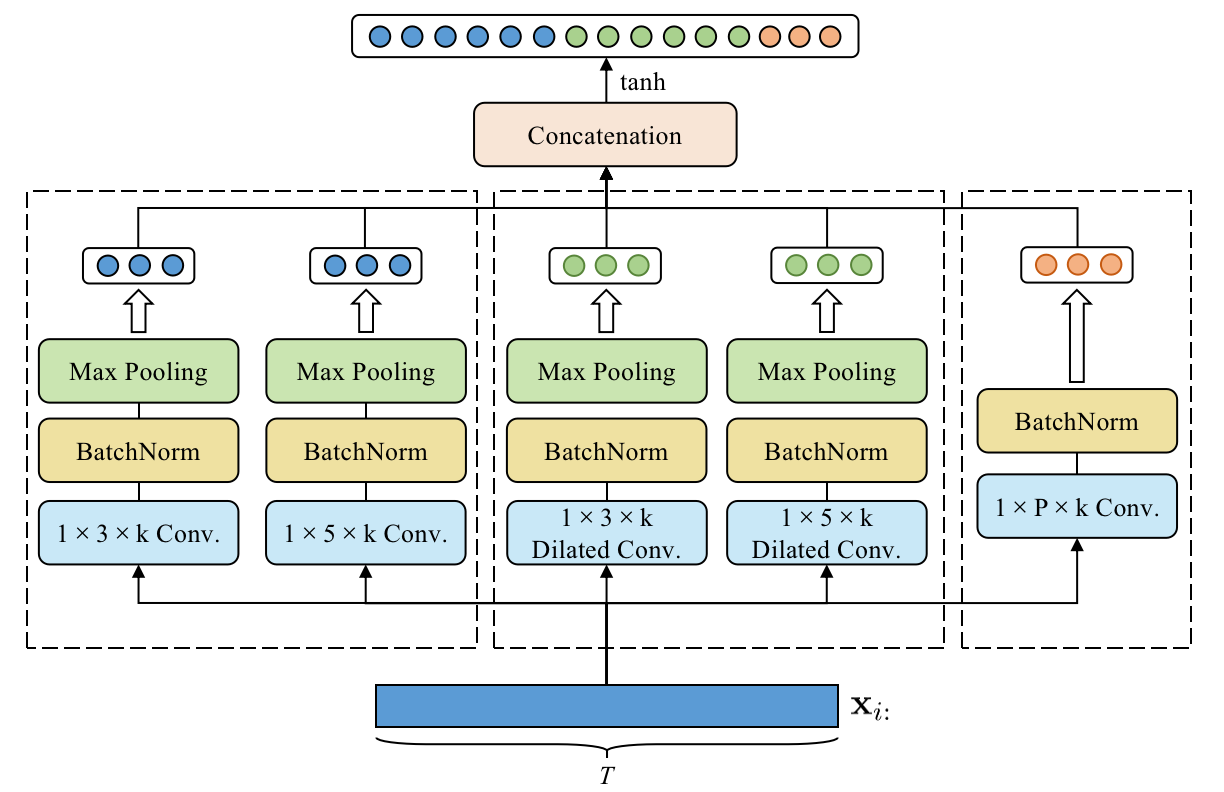 tanh
Concatenation
Max Pooling
Max Pooling
Max Pooling
Max Pooling
BatchNorm
BatchNorm
BatchNorm
BatchNorm
BatchNorm
1 × 3 × k Conv.
1 × 5 × k Conv.
1 × 3 × k
Dilated Conv.
1 × 5 × k
Dilated Conv.
1 × P × k Conv.
𝐱ᵢ:
T